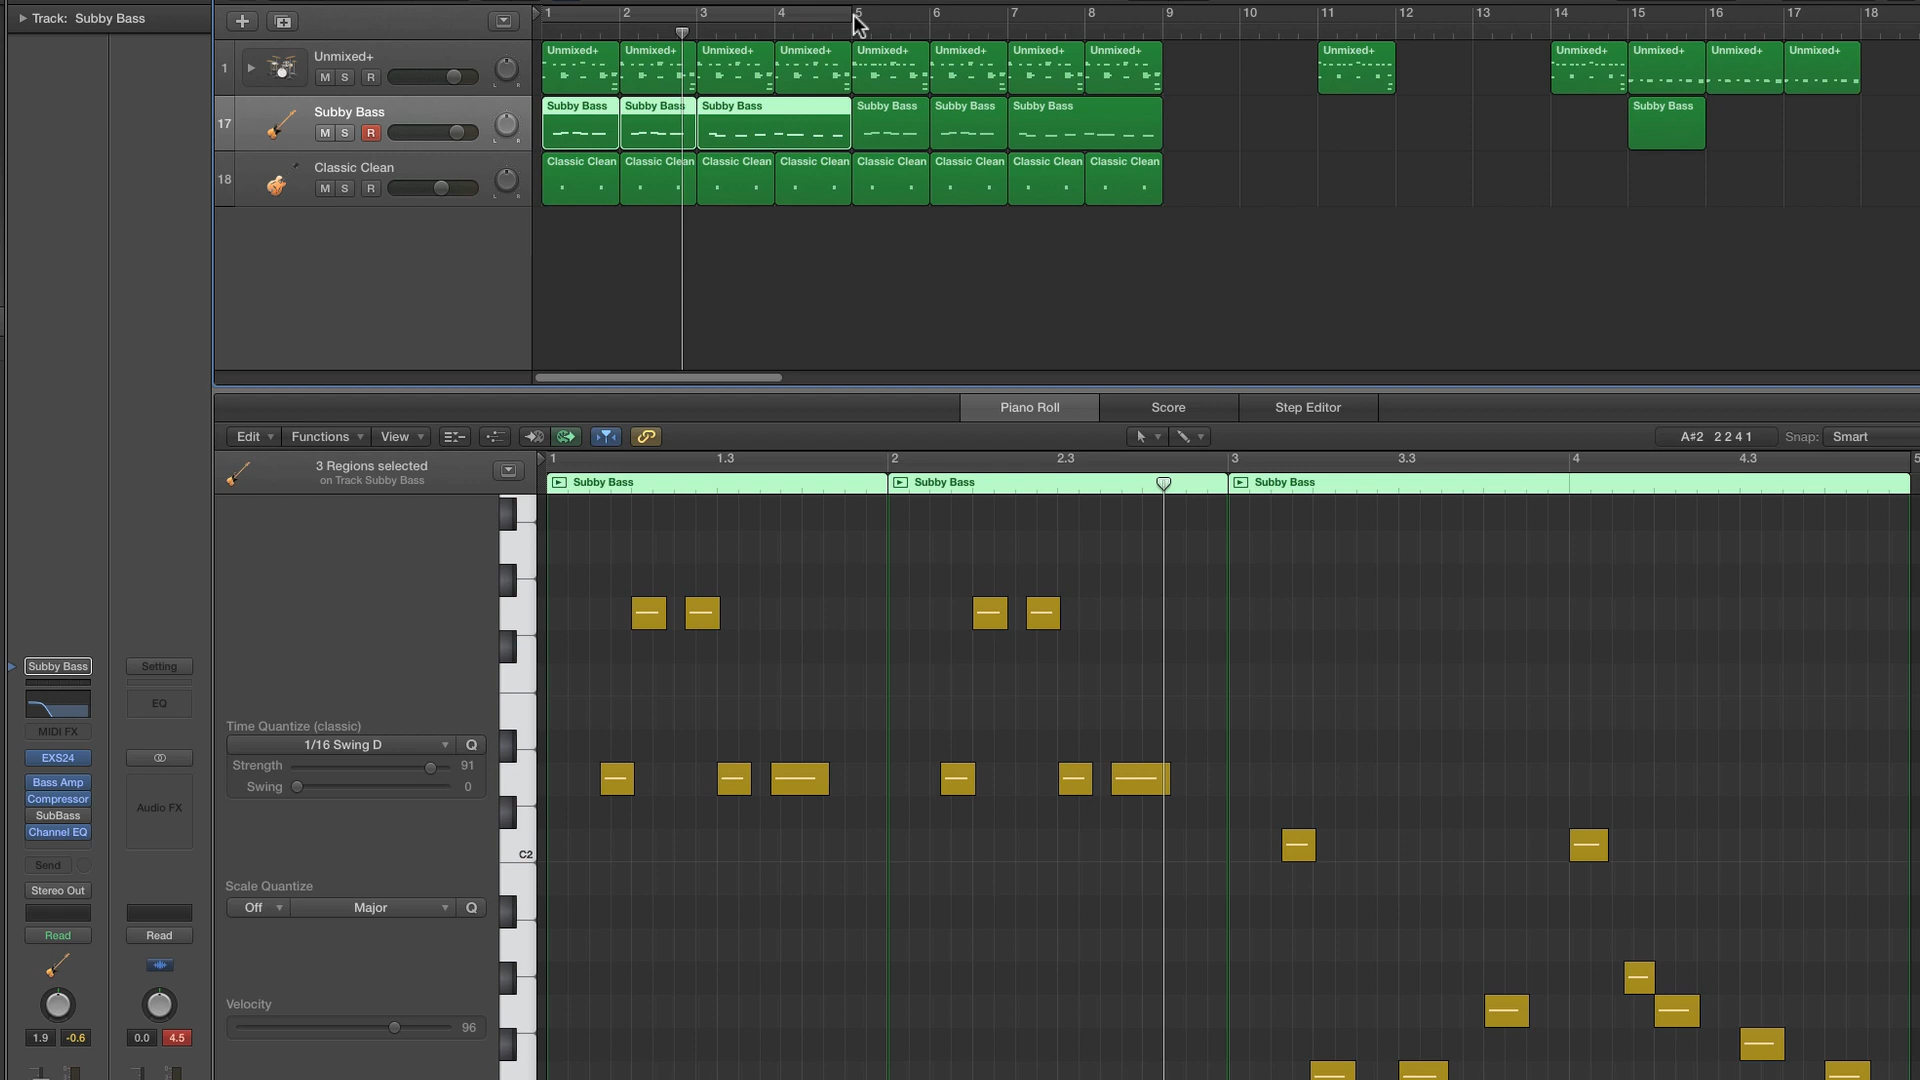 Track: Subby Bass
1 2 3 4 5 6 7 8 9 10 11 12 13 14 15 16 17 18
1 Unmixed+
M S R
L R
Unmixed+ Unmixed+ Unmixed+ Unmixed+ Unmixed+ Unmixed+ Unmixed+ Unmixed+ Unmixed+ Unmixed+ Unmixed+ Unmixed+ Unmixed+
17 Subby Bass
M S R
L R
Subby Bass Subby Bass Subby Bass Subby Bass Subby Bass Subby Bass Subby Bass
18 Classic Clean
M S R
L R
Classic Clean Classic Clean Classic Clean Classic Clean Classic Clean Classic Clean Classic Clean Classic Clean
Piano Roll Score Step Editor
Edit Functions View
A#2 2 2 4 1 Snap: Smart
3 Regions selected
on Track Subby Bass
1 1.3 2 2.3 3 3.3 4 4.3 5
Subby Bass Subby Bass Subby Bass
Time Quantize (classic)
1/16 Swing D Q
Strength 91
Swing 0
C2
Scale Quantize
Off Major Q
Velocity
96
Subby Bass Setting
EQ
MIDI FX
EXS24
Bass Amp
Compressor
SubBass
Channel EQ
Audio FX
Send
Stereo Out
Read Read
1.9 -0.6 0.0 4.5